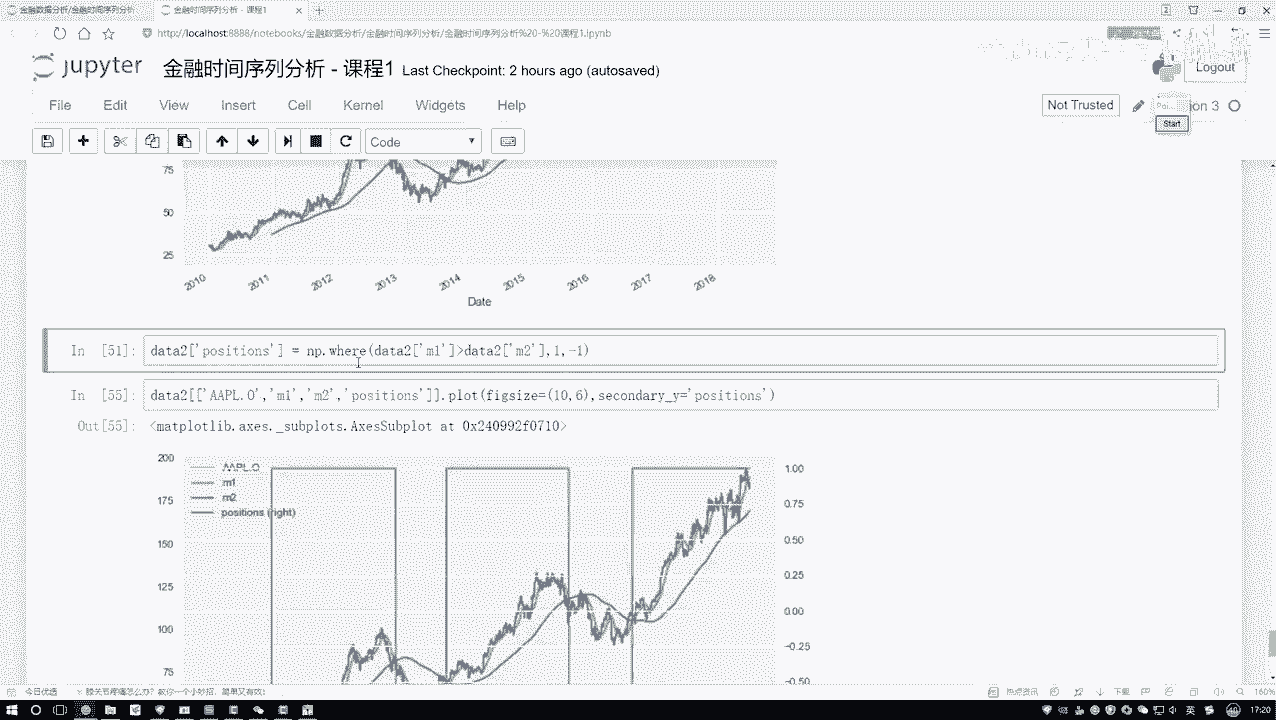 金融数据分析/金融时间序列分析
金融时间序列分析 - 课程1
http://localhost:8888/notebooks/金融数据分析/金融时间序列分析/金融时间序列分析%20-%20课程1.ipynb
jupyter 金融时间序列分析 - 课程1 Last Checkpoint: 2 hours ago (autosaved)
Logout
File Edit View Insert Cell Kernel Widgets Help
Not Trusted
Start
Code
75
50
25
2010 2011 2012 2013 2014 2015 2016 2017 2018
Date
In [51]: data2['positions'] = np.where(data2['m1']>data2['m2'],1,-1)
In [55]: data2[['AAPL.O','m1','m2','positions']].plot(figsize=(10,6),secondary_y='positions')
Out[55]: <matplotlib.axes._subplots.AxesSubplot at 0x240992f0710>
200
AAPL.O
1.00
m1
175
m2
0.75
positions (right)
150
0.50
125
0.25
0.00
100
-0.25
75
-0.50
今日优选
热点资讯
下载
160%
英
17:20